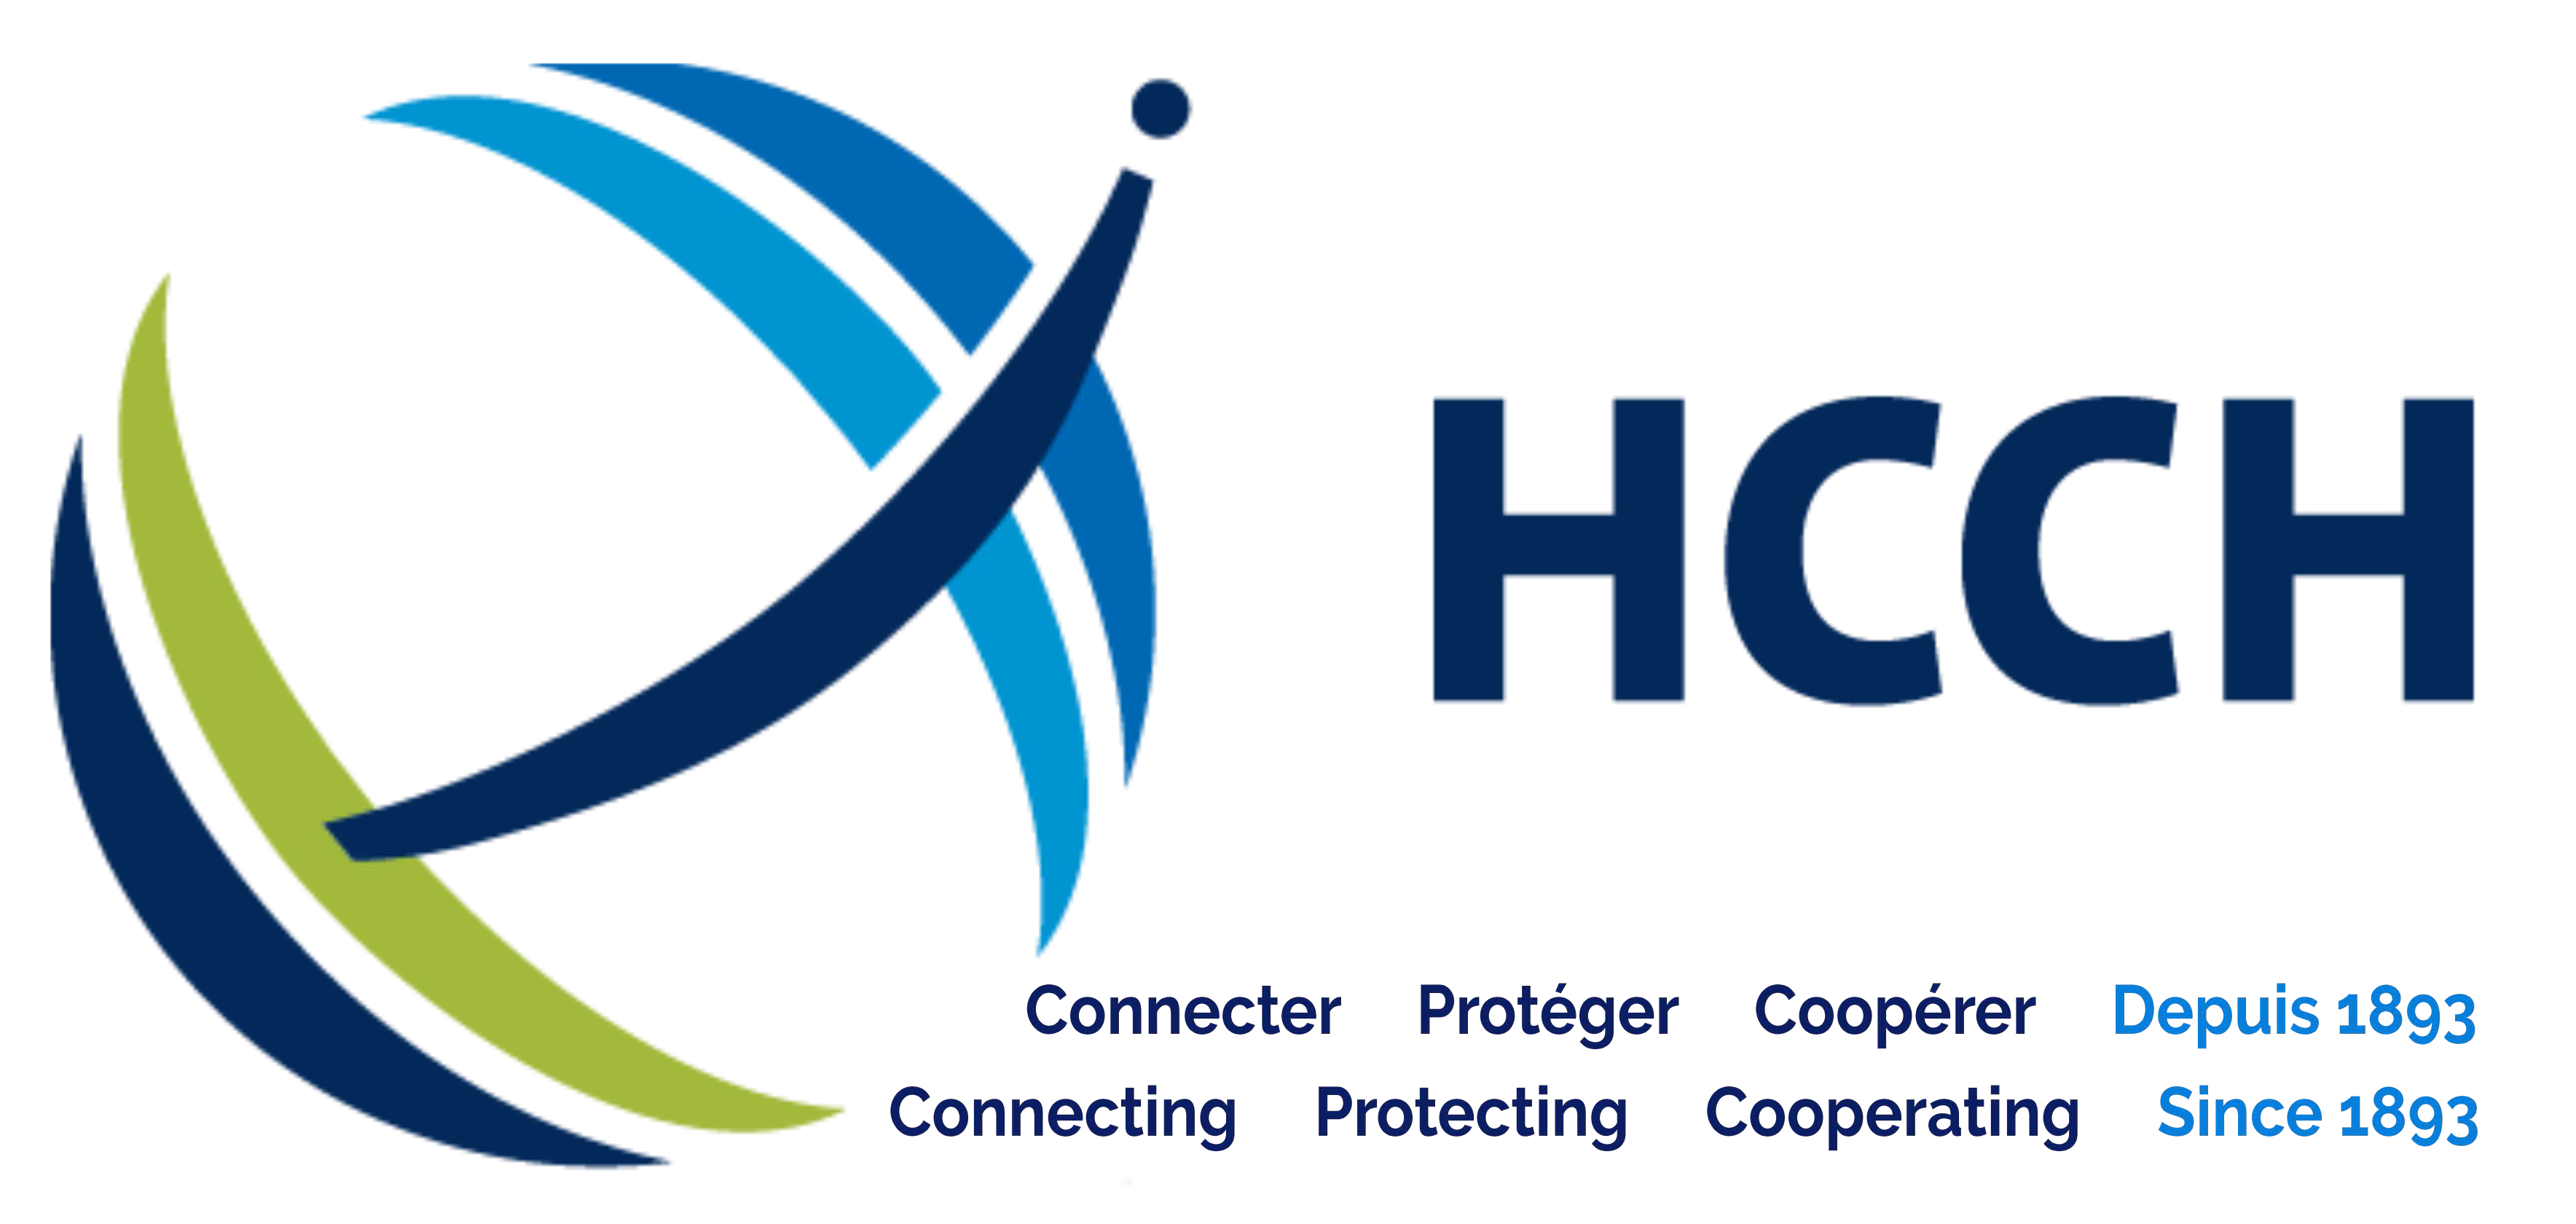 HCCH
Connecter Protéger Coopérer Depuis 1893
Connecting Protecting Cooperating Since 1893